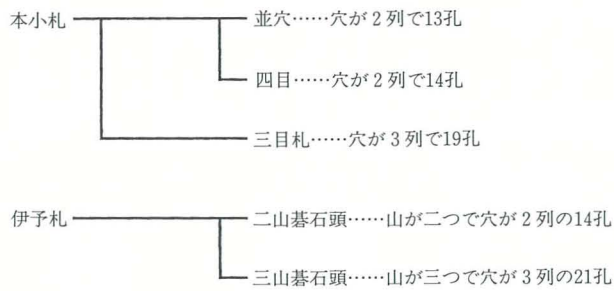 本小札 並穴……穴が2列で13孔
四目……穴が2列で14孔
三目札……穴が3列で19孔
伊予札 二山碁石頭……山が二つで穴が2列の14孔
三山碁石頭……山が三つで穴が3列の21孔